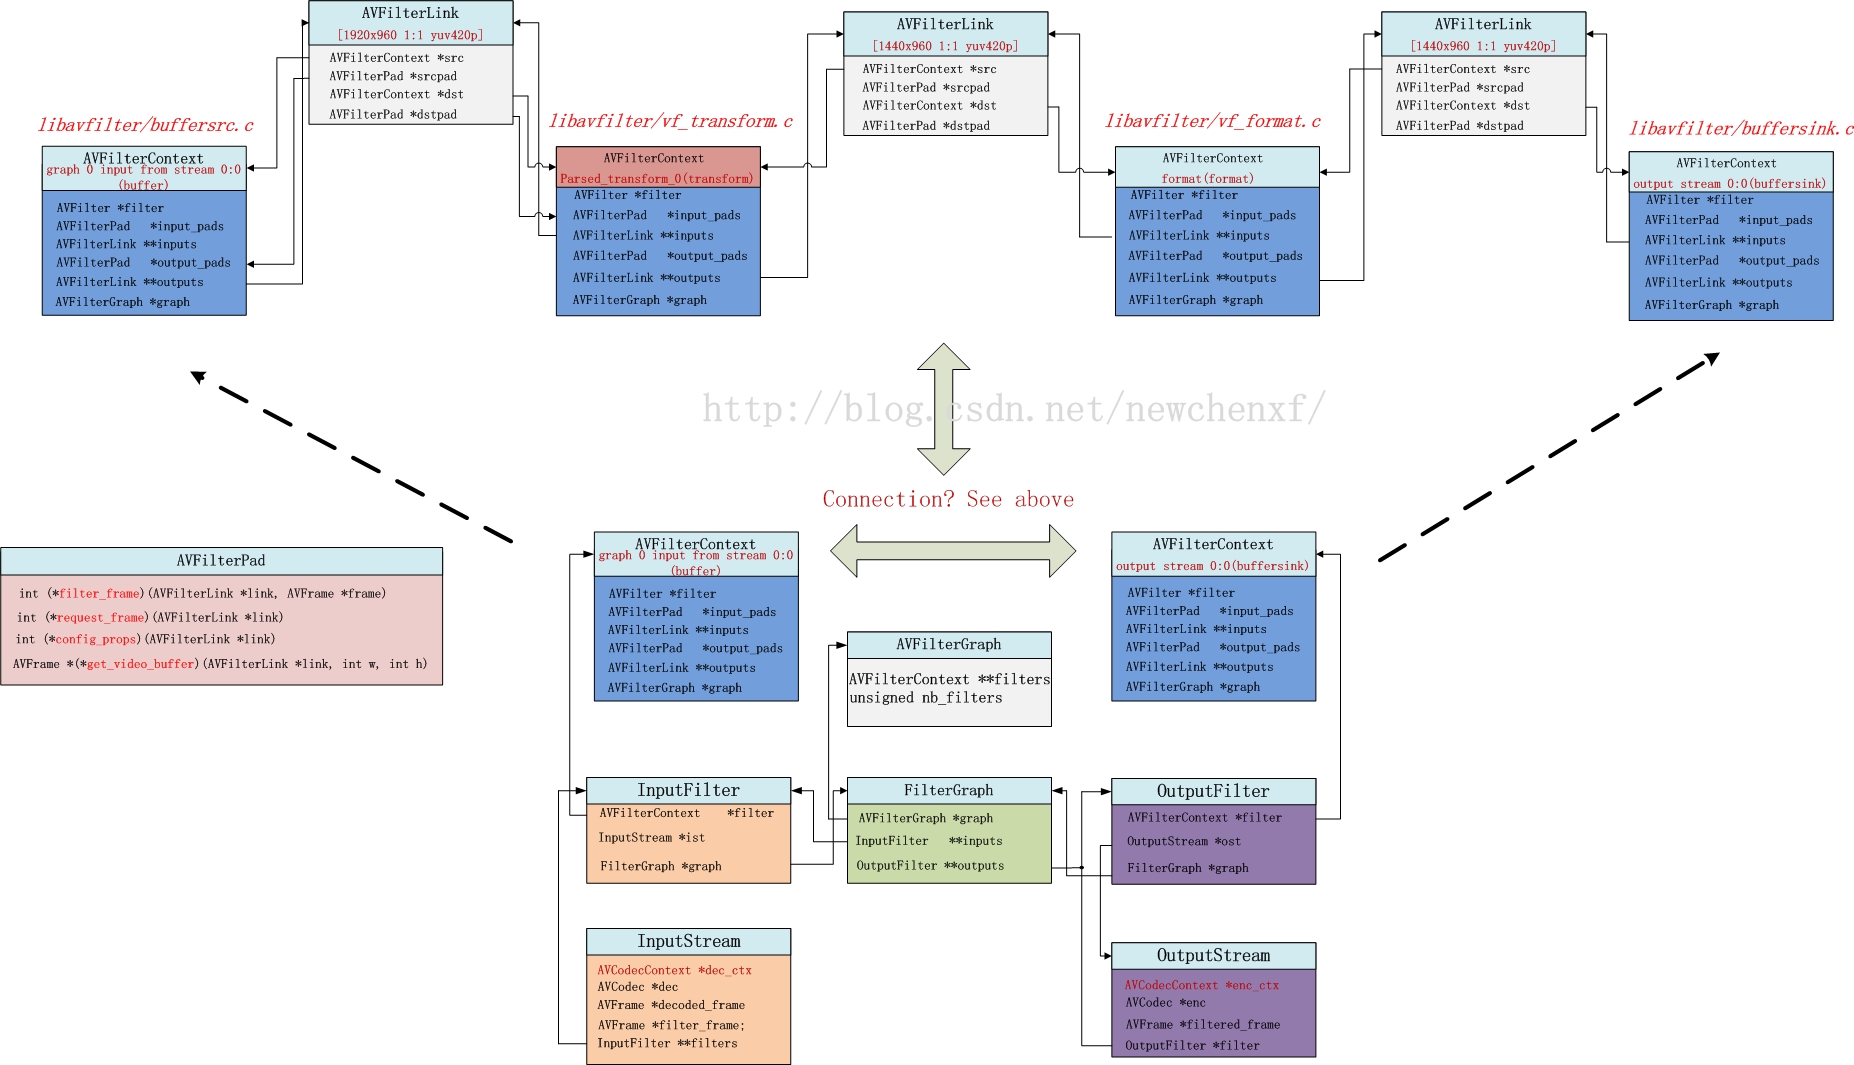 AVFilterLink
[1920x960 1:1 yuv420p]
AVFilterContext *src
AVFilterPad *srcpad
AVFilterContext *dst
AVFilterPad *dstpad
AVFilterLink
[1440x960 1:1 yuv420p]
AVFilterContext *src
AVFilterPad *srcpad
AVFilterContext *dst
AVFilterPad *dstpad
AVFilterLink
[1440x960 1:1 yuv420p]
AVFilterContext *src
AVFilterPad *srcpad
AVFilterContext *dst
AVFilterPad *dstpad
libavfilter/buffersrc.c
AVFilterContext
graph 0 input from stream 0:0
(buffer)
AVFilter *filter
AVFilterPad *input_pads
AVFilterLink **inputs
AVFilterPad *output_pads
AVFilterLink **outputs
AVFilterGraph *graph
libavfilter/vf_transform.c
AVFilterContext
Parsed_transform_0(transform)
AVFilter *filter
AVFilterPad *input_pads
AVFilterLink **inputs
AVFilterPad *output_pads
AVFilterLink **outputs
AVFilterGraph *graph
libavfilter/vf_format.c
AVFilterContext
format(format)
AVFilter *filter
AVFilterPad *input_pads
AVFilterLink **inputs
AVFilterPad *output_pads
AVFilterLink **outputs
AVFilterGraph *graph
libavfilter/buffersink.c
AVFilterContext
output stream 0:0(buffersink)
AVFilter *filter
AVFilterPad *input_pads
AVFilterLink **inputs
AVFilterPad *output_pads
AVFilterLink **outputs
AVFilterGraph *graph
http://blog.csdn.net/newchenxf/
Connection? See above
AVFilterPad
int (*filter_frame)(AVFilterLink *link, AVFrame *frame)
int (*request_frame)(AVFilterLink *link)
int (*config_props)(AVFilterLink *link)
AVFrame *(*get_video_buffer)(AVFilterLink *link, int w, int h)
AVFilterContext
graph 0 input from stream 0:0
(buffer)
AVFilter *filter
AVFilterPad *input_pads
AVFilterLink **inputs
AVFilterPad *output_pads
AVFilterLink **outputs
AVFilterGraph *graph
AVFilterContext
output stream 0:0(buffersink)
AVFilter *filter
AVFilterPad *input_pads
AVFilterLink **inputs
AVFilterPad *output_pads
AVFilterLink **outputs
AVFilterGraph *graph
AVFilterGraph
AVFilterContext **filters
unsigned nb_filters
InputFilter
AVFilterContext *filter
InputStream *ist
FilterGraph *graph
FilterGraph
AVFilterGraph *graph
InputFilter **inputs
OutputFilter **outputs
OutputFilter
AVFilterContext *filter
OutputStream *ost
FilterGraph *graph
InputStream
AVCodecContext *dec_ctx
AVCodec *dec
AVFrame *decoded_frame
AVFrame *filter_frame;
InputFilter **filters
OutputStream
AVCodecContext *enc_ctx
AVCodec *enc
AVFrame *filtered_frame
OutputFilter *filter